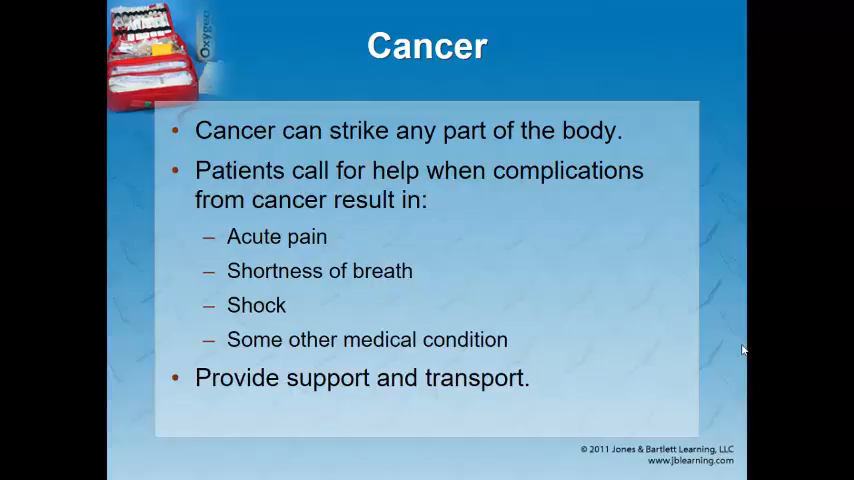 Oxygen
Cancer
• Cancer can strike any part of the body.
• Patients call for help when complications
from cancer result in:
– Acute pain
– Shortness of breath
– Shock
– Some other medical condition
• Provide support and transport.
© 2011 Jones & Bartlett Learning, LLC
www.jblearning.com